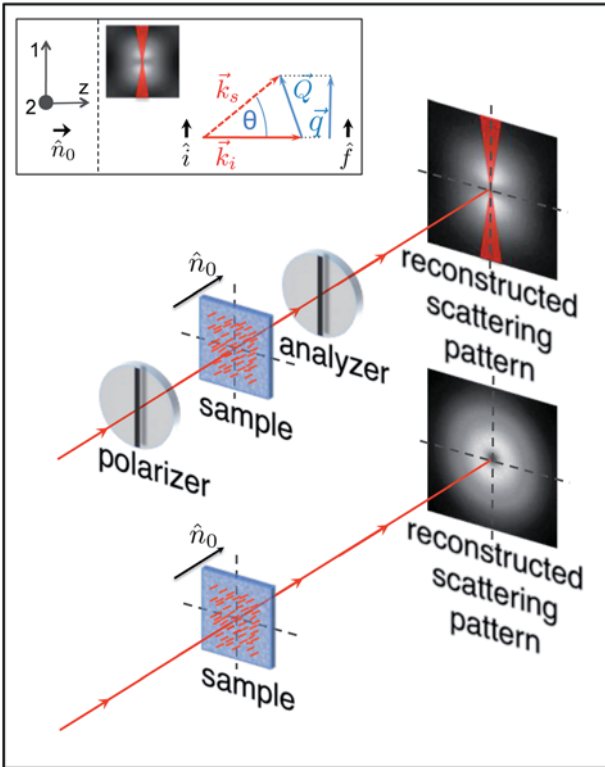 1
2
z
n̂₀
î
k⃗ₛ
θ
k⃗ᵢ
Q⃗
q⃗
f̂
n̂₀
polarizer
sample
analyzer
reconstructed
scattering
pattern
n̂₀
sample
reconstructed
scattering
pattern